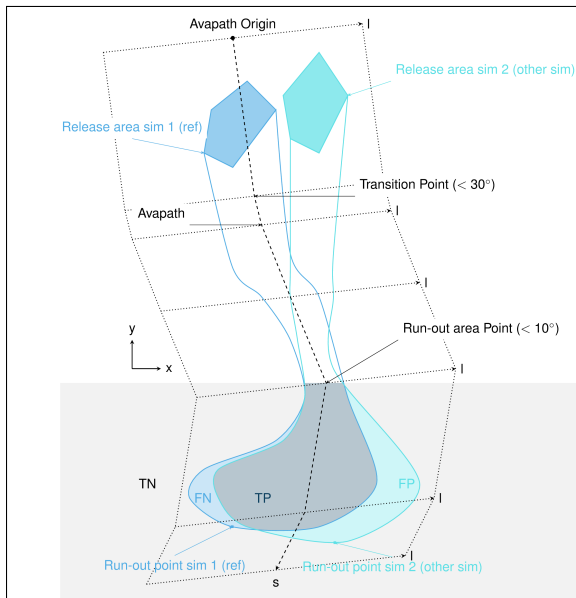 Avapath Origin
l
Release area sim 2 (other sim)
Release area sim 1 (ref)
Transition Point (< 30°)
Avapath
l
l
y
x
Run-out area Point (< 10°)
l
TN
FN
TP
FP
l
Run-out point sim 1 (ref)
l
Run-out point sim 2 (other sim)
s